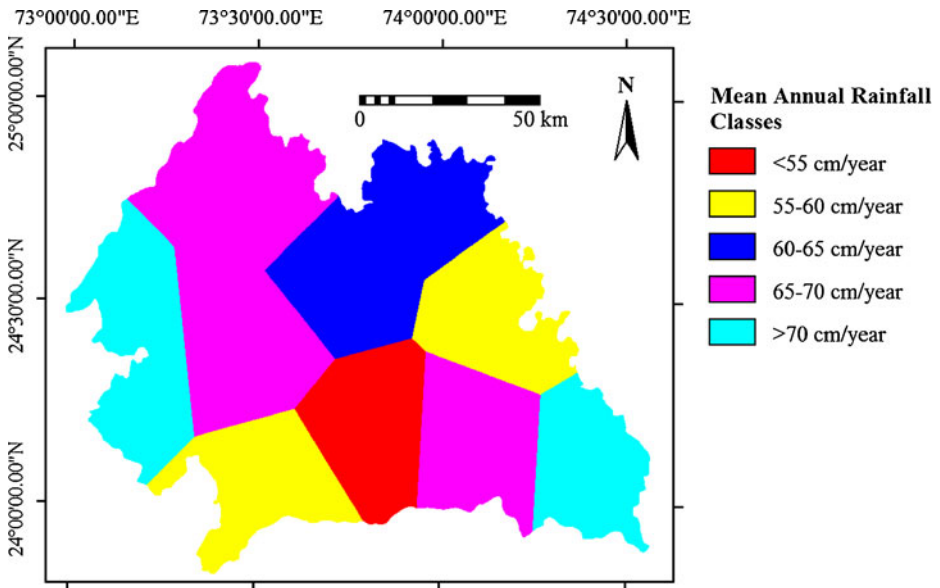 73°00'00.00"E 73°30'00.00"E 74°00'00.00"E 74°30'00.00"E
25°00'00.00"N
24°30'00.00"N
24°00'00.00"N
0 50 km
N
Mean Annual Rainfall
Classes
<55 cm/year
55-60 cm/year
60-65 cm/year
65-70 cm/year
>70 cm/year